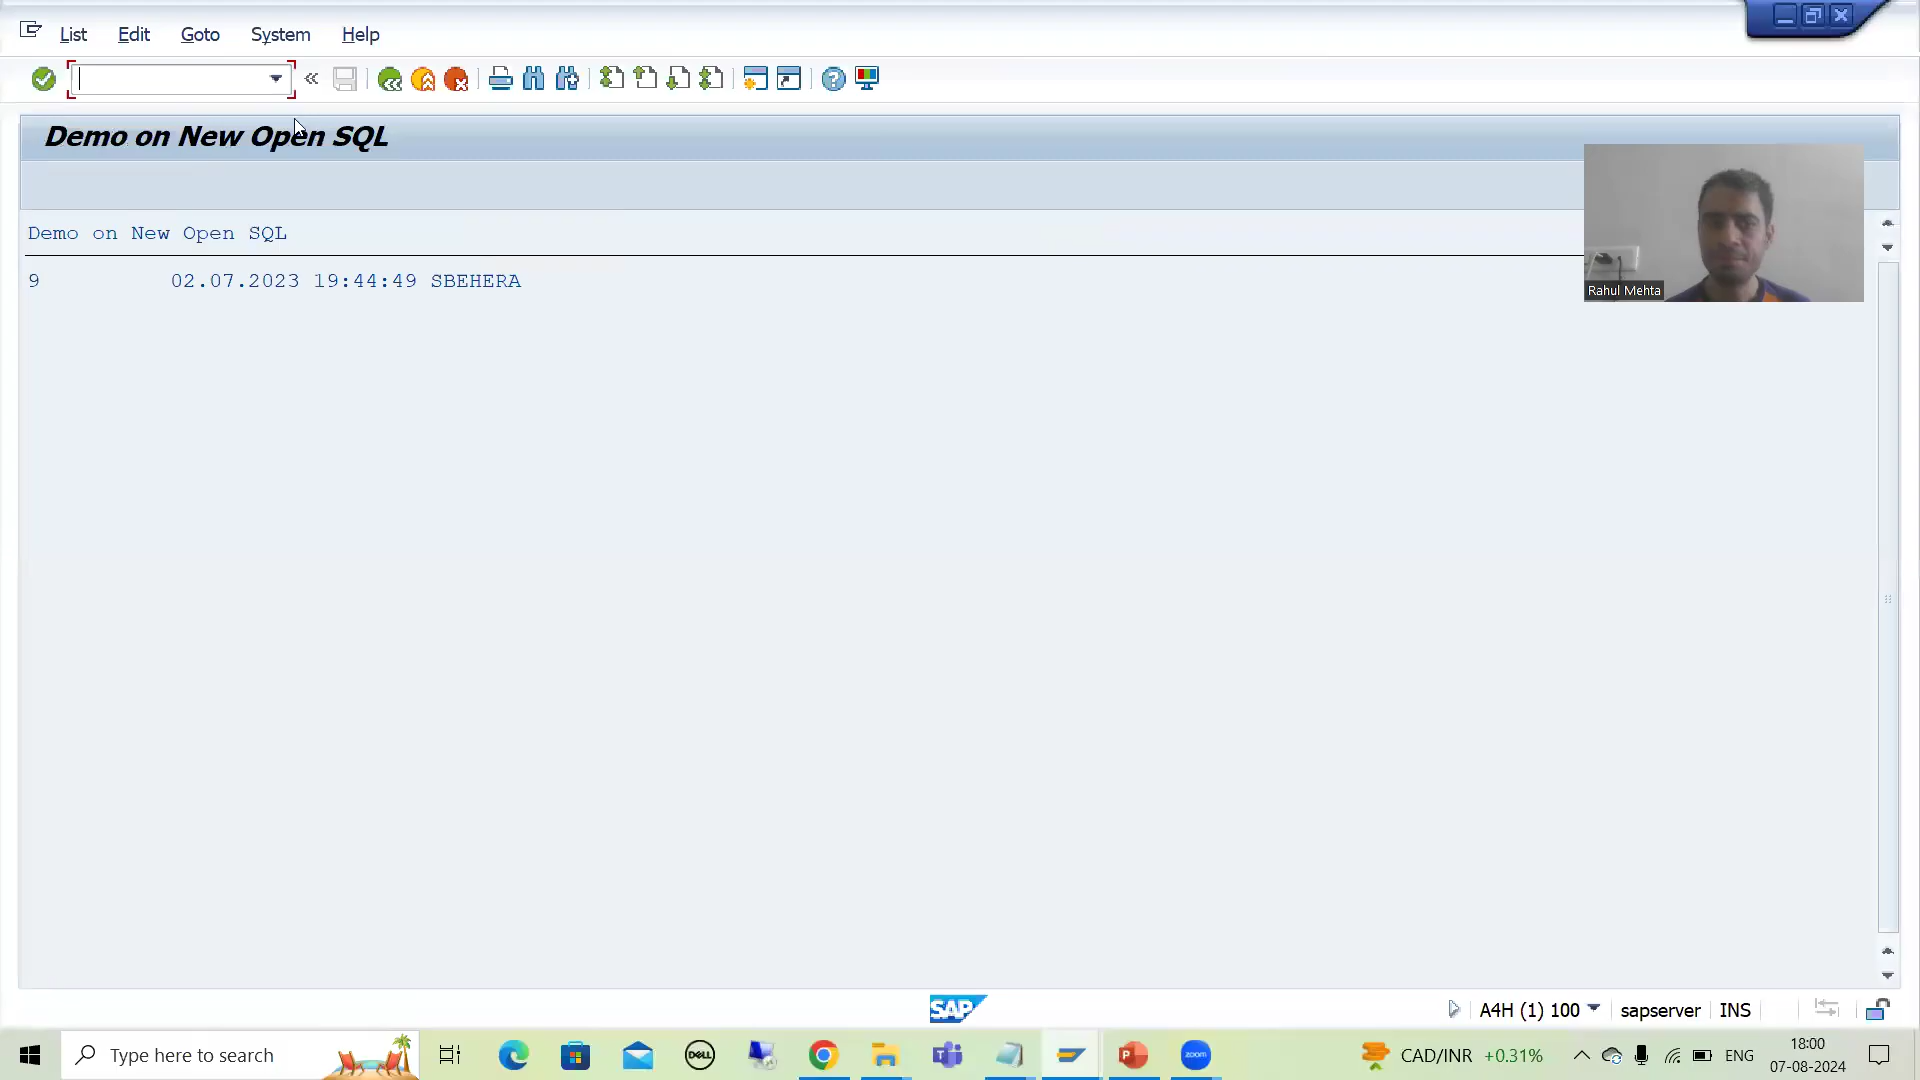 List Edit Goto System Help
Demo on New Open SQL
Demo on New Open SQL
9 02.07.2023 19:44:49 SBEHERA
Rahul Mehta
SAP
A4H (1) 100 sapserver INS
Type here to search
DELL
zoom
CAD/INR +0.31%
ENG
18:00
07-08-2024